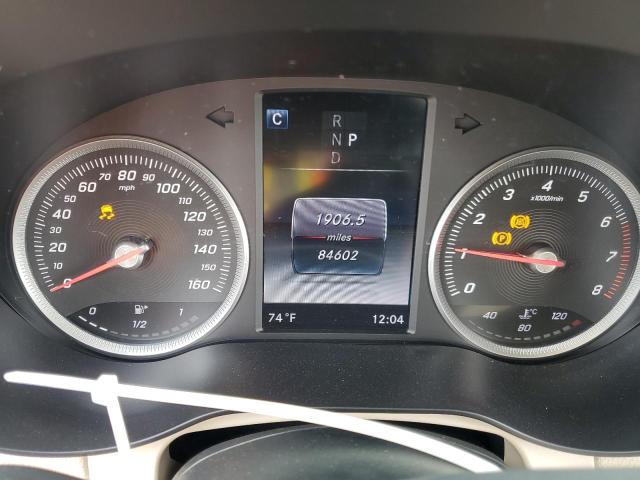 C
R
N P
D
0 20 40 60 80 100 120 140 160
10 30 50 70 90 110 130 150
mph
0 1/2 1
1906.5
miles
84602
74 °F 12:04
0 1 2 3 4 5 6 7 8
x1000/min
P
40 80 120
°C